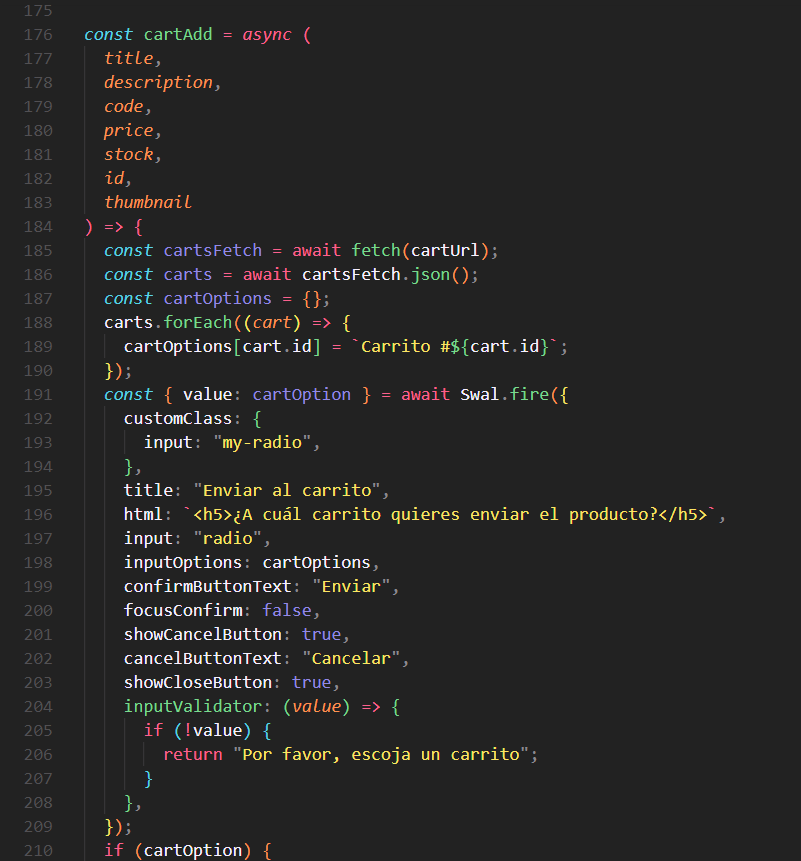 175
176 const cartAdd = async (
177 title,
178 description,
179 code,
180 price,
181 stock,
182 id,
183 thumbnail
184 ) => {
185 const cartsFetch = await fetch(cartUrl);
186 const carts = await cartsFetch.json();
187 const cartOptions = {};
188 carts.forEach((cart) => {
189 cartOptions[cart.id] = `Carrito #${cart.id}`;
190 });
191 const { value: cartOption } = await Swal.fire({
192 customClass: {
193 input: "my-radio",
194 },
195 title: "Enviar al carrito",
196 html: `<h5>¿A cuál carrito quieres enviar el producto?</h5>`,
197 input: "radio",
198 inputOptions: cartOptions,
199 confirmButtonText: "Enviar",
200 focusConfirm: false,
201 showCancelButton: true,
202 cancelButtonText: "Cancelar",
203 showCloseButton: true,
204 inputValidator: (value) => {
205 if (!value) {
206 return "Por favor, escoja un carrito";
207 }
208 },
209 });
210 if (cartOption) {